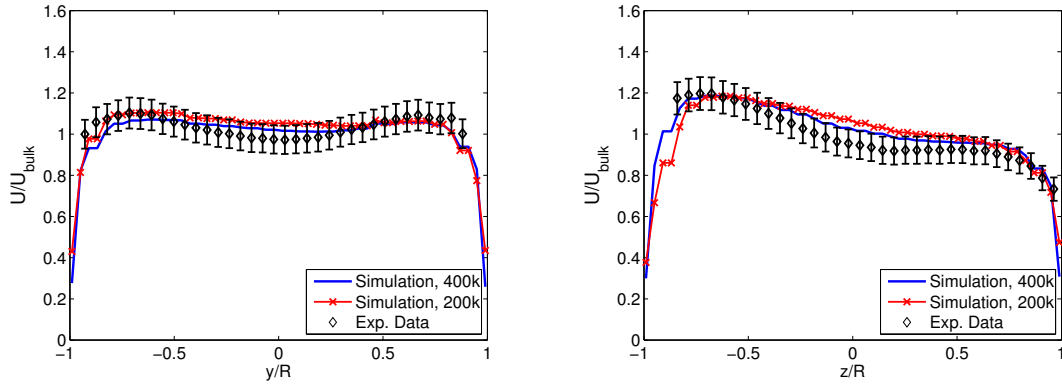 1.6
1.4
1.2
1
0.8
0.6
0.4
0.2
0
U/U_bulk
−1
−0.5
0
0.5
1
y/R
Simulation, 400k
Simulation, 200k
Exp. Data
1.6
1.4
1.2
1
0.8
0.6
0.4
0.2
0
U/U_bulk
−1
−0.5
0
0.5
1
z/R
Simulation, 400k
Simulation, 200k
Exp. Data